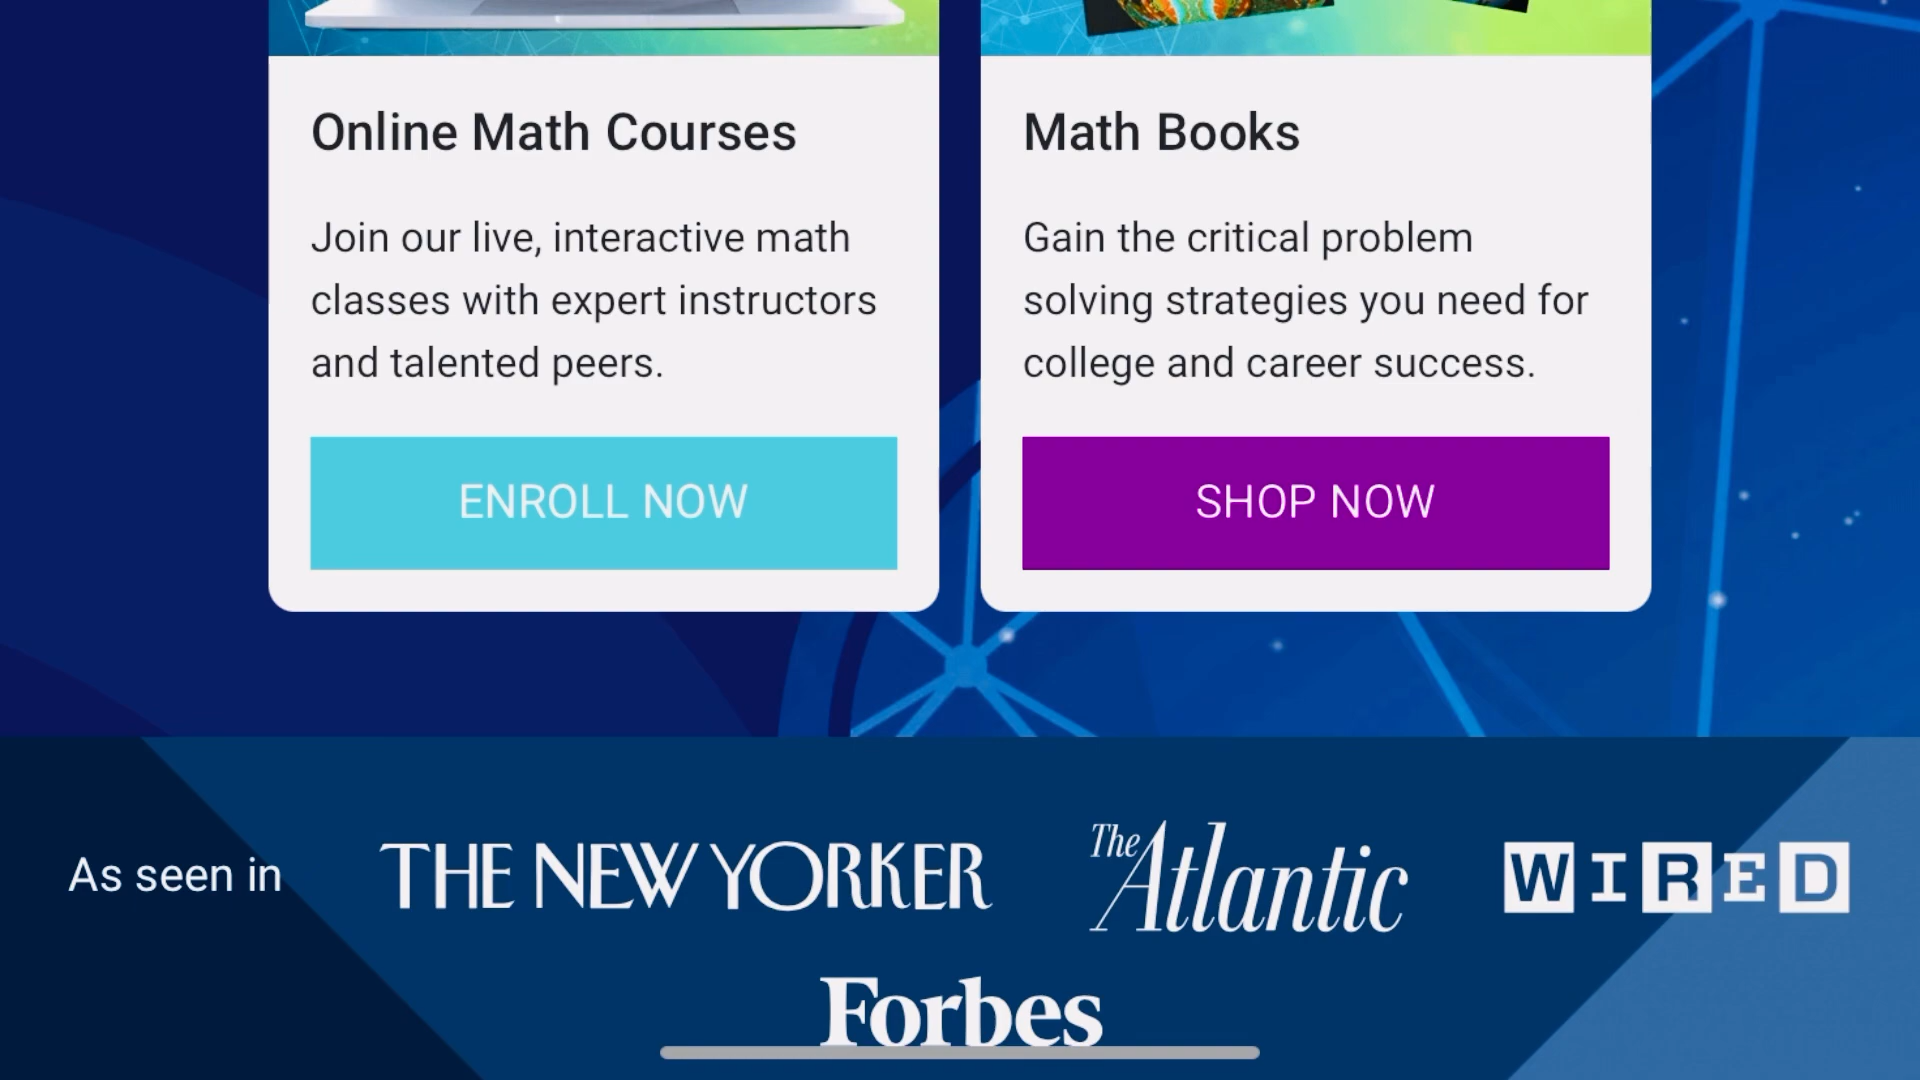 Online Math Courses
Join our live, interactive math
classes with expert instructors
and talented peers.
ENROLL NOW
Math Books
Gain the critical problem
solving strategies you need for
college and career success.
SHOP NOW
As seen in
THE NEW YORKER
The Atlantic
WIRED
Forbes